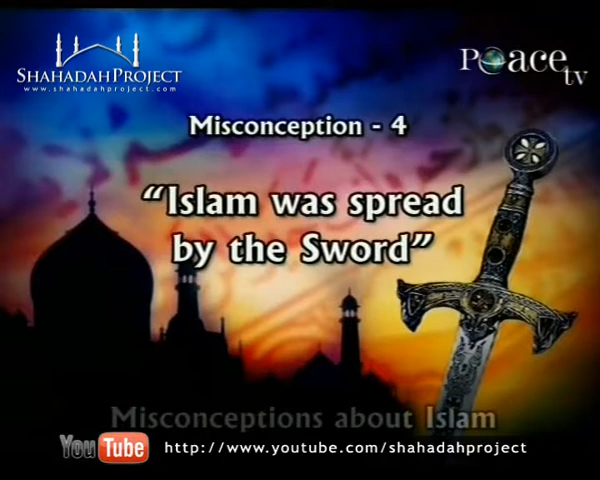 SHAHADAHPROJECT
www.shahadahproject.com
Peace tv
Misconception - 4
“Islam was spread
by the Sword”
Misconceptions about Islam
YouTube http://www.youtube.com/shahadahproject